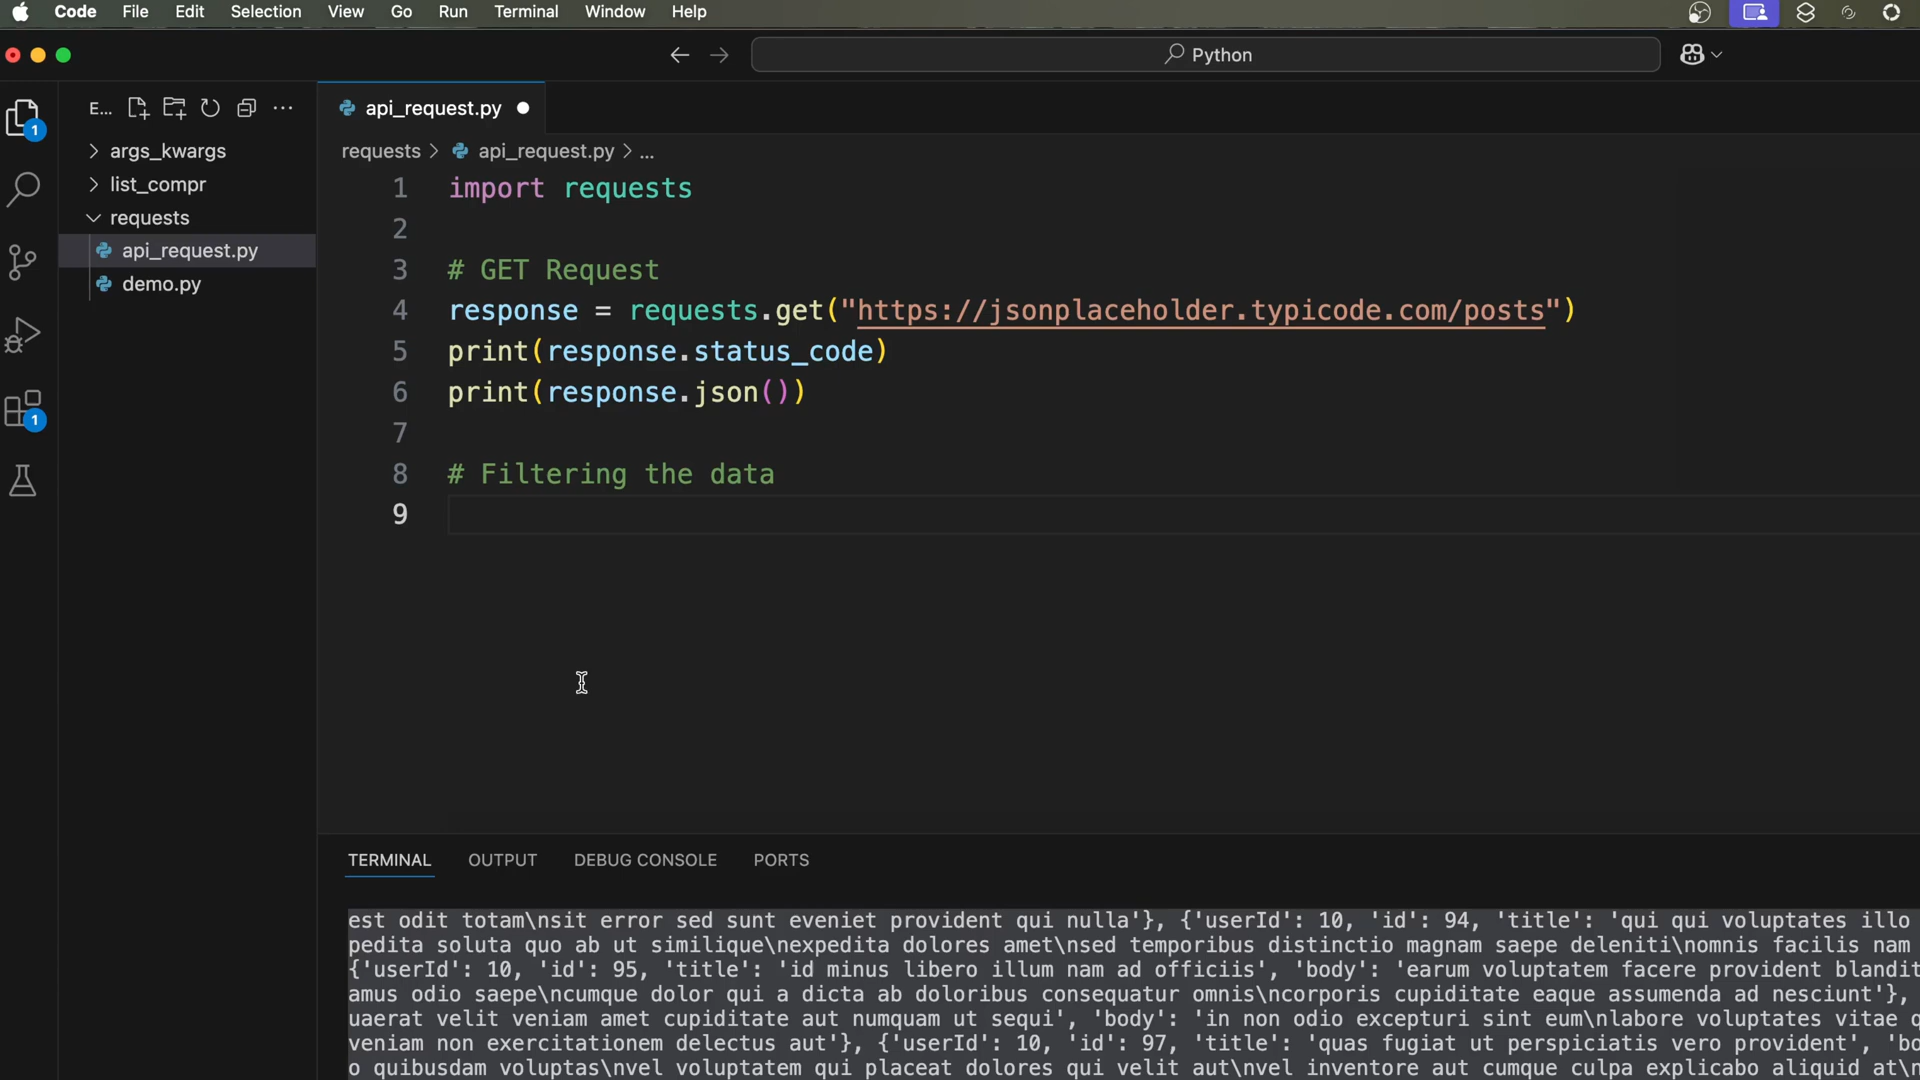 Code File Edit Selection View Go Run Terminal Window Help
Python
E...
api_request.py
args_kwargs
requests > api_request.py > ...
list_compr
requests
api_request.py
demo.py
1
1
1 import requests
2
3 # GET Request
4 response = requests.get("https://jsonplaceholder.typicode.com/posts")
5 print(response.status_code)
6 print(response.json())
7
8 # Filtering the data
9
TERMINAL OUTPUT DEBUG CONSOLE PORTS
est odit totam\nsit error sed sunt eveniet provident qui nulla'}, {'userId': 10, 'id': 94, 'title': 'qui qui voluptates illo
pedita soluta quo ab ut similique\nexpedita dolores amet\nsed temporibus distinctio magnam saepe deleniti\nomnis facilis nam
{'userId': 10, 'id': 95, 'title': 'id minus libero illum nam ad officiis', 'body': 'earum voluptatem facere provident blandit
amus odio saepe\ncumque dolor qui a dicta ab doloribus consequatur omnis\ncorporis cupiditate eaque assumenda ad nesciunt'},
uaerat velit veniam amet cupiditate aut numquam ut sequi', 'body': 'in non odio excepturi sint eum\nlabore voluptates vitae q
veniam non exercitationem delectus aut'}, {'userId': 10, 'id': 97, 'title': 'quas fugiat ut perspiciatis vero provident', 'bo
o quibusdam voluptas\nvel voluptatem qui placeat dolores qui velit aut\nvel inventore aut cumque culpa explicabo aliquid at\n